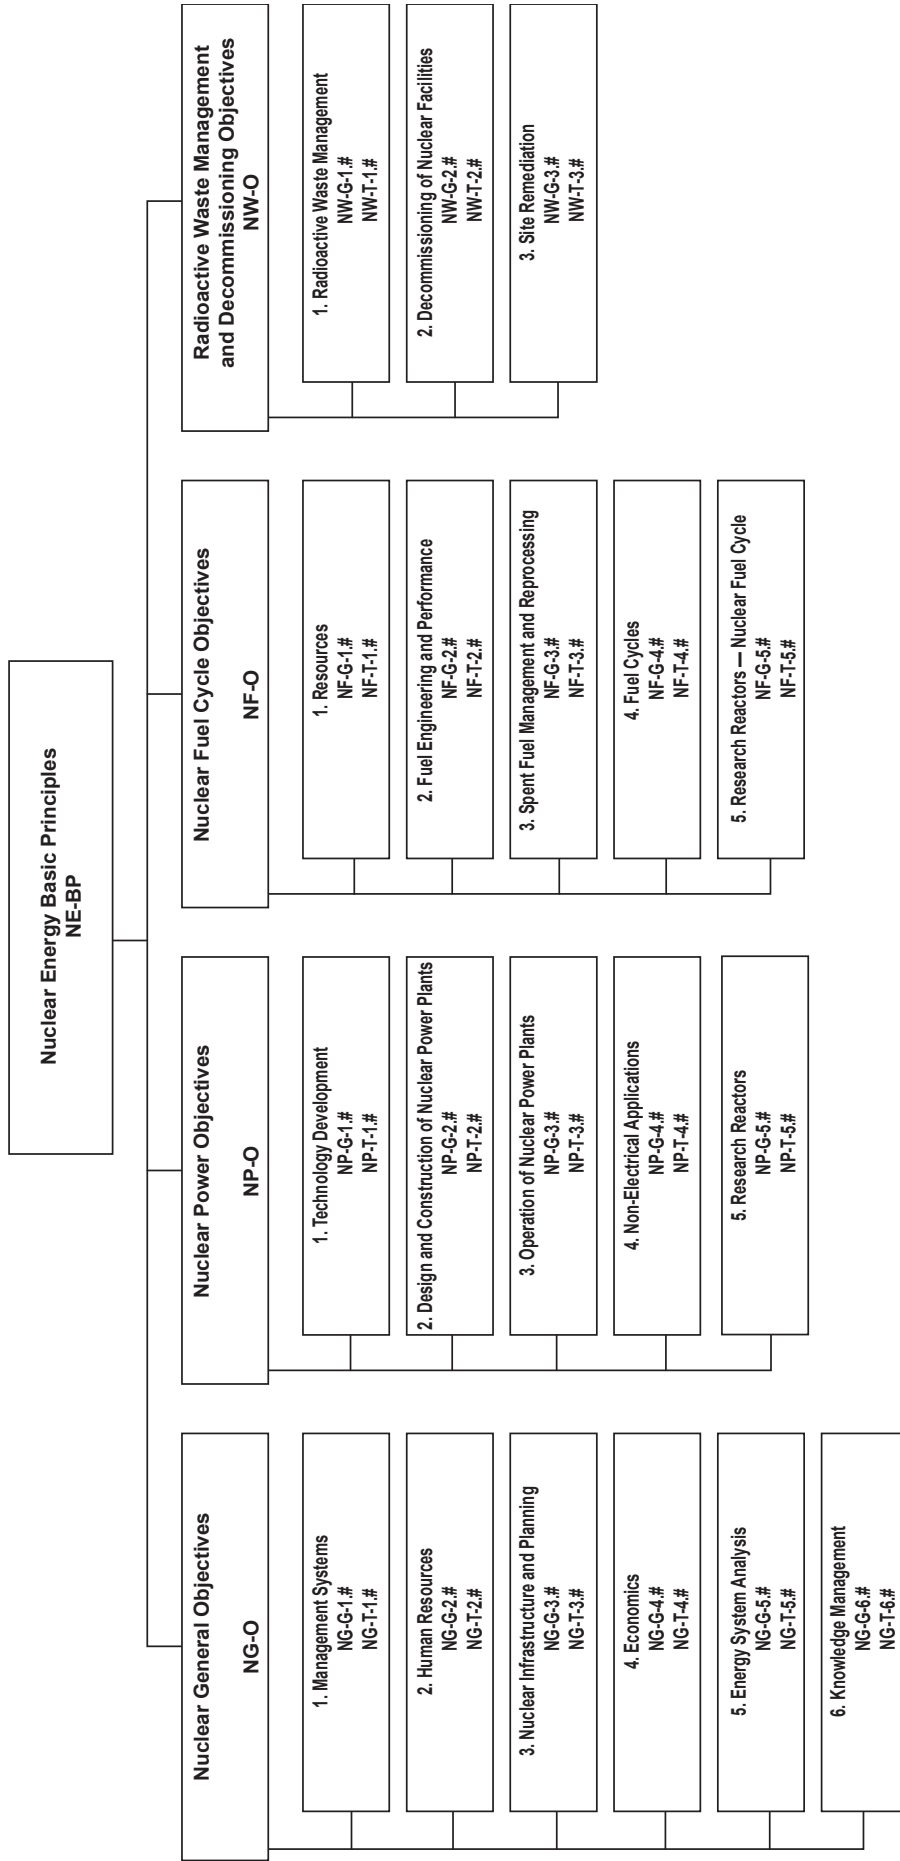 Nuclear Energy Basic Principles
NE-BP
Nuclear General Objectives
NG-O
1. Management Systems
NG-G-1.#
NG-T-1.#
2. Human Resources
NG-G-2.#
NG-T-2.#
3. Nuclear Infrastructure and Planning
NG-G-3.#
NG-T-3.#
4. Economics
NG-G-4.#
NG-T-4.#
5. Energy System Analysis
NG-G-5.#
NG-T-5.#
6. Knowledge Management
NG-G-6.#
NG-T-6.#
Nuclear Power Objectives
NP-O
1. Technology Development
NP-G-1.#
NP-T-1.#
2. Design and Construction of Nuclear Power Plants
NP-G-2.#
NP-T-2.#
3. Operation of Nuclear Power Plants
NP-G-3.#
NP-T-3.#
4. Non-Electrical Applications
NP-G-4.#
NP-T-4.#
5. Research Reactors
NP-G-5.#
NP-T-5.#
Nuclear Fuel Cycle Objectives
NF-O
1. Resources
NF-G-1.#
NF-T-1.#
2. Fuel Engineering and Performance
NF-G-2.#
NF-T-2.#
3. Spent Fuel Management and Reprocessing
NF-G-3.#
NF-T-3.#
4. Fuel Cycles
NF-G-4.#
NF-T-4.#
5. Research Reactors — Nuclear Fuel Cycle
NF-G-5.#
NF-T-5.#
Radioactive Waste Management
and Decommissioning Objectives
NW-O
1. Radioactive Waste Management
NW-G-1.#
NW-T-1.#
2. Decommissioning of Nuclear Facilities
NW-G-2.#
NW-T-2.#
3. Site Remediation
NW-G-3.#
NW-T-3.#